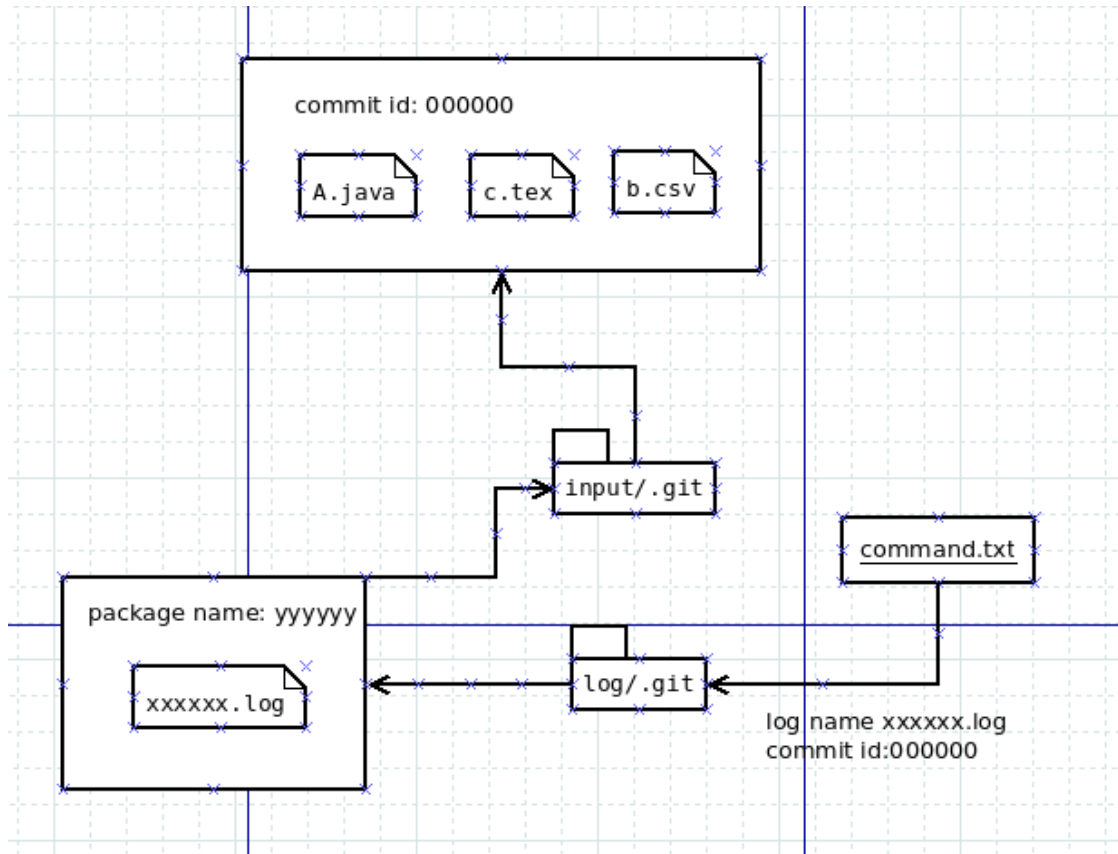 commit id: 000000
A.java
c.tex
b.csv
input/.git
command.txt
package name: yyyyyy
xxxxxx.log
log/.git
log name xxxxxx.log
commit id:000000